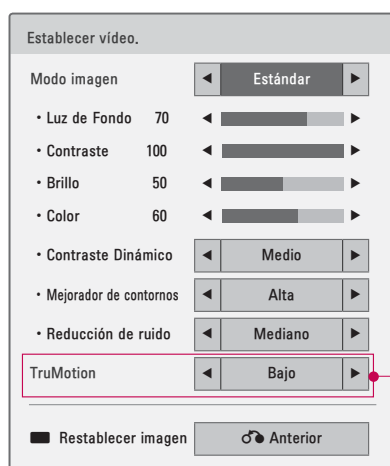 Establecer vídeo.
Modo imagen ◀ Estándar ▶
• Luz de Fondo 70 ◀ ▶
• Contraste 100 ◀ ▶
• Brillo 50 ◀ ▶
• Color 60 ◀ ▶
• Contraste Dinámico ◀ Medio ▶
• Mejorador de contornos ◀ Alta ▶
• Reducción de ruido ◀ Mediano ▶
TruMotion ◀ Bajo ▶
Restablecer imagen Anterior